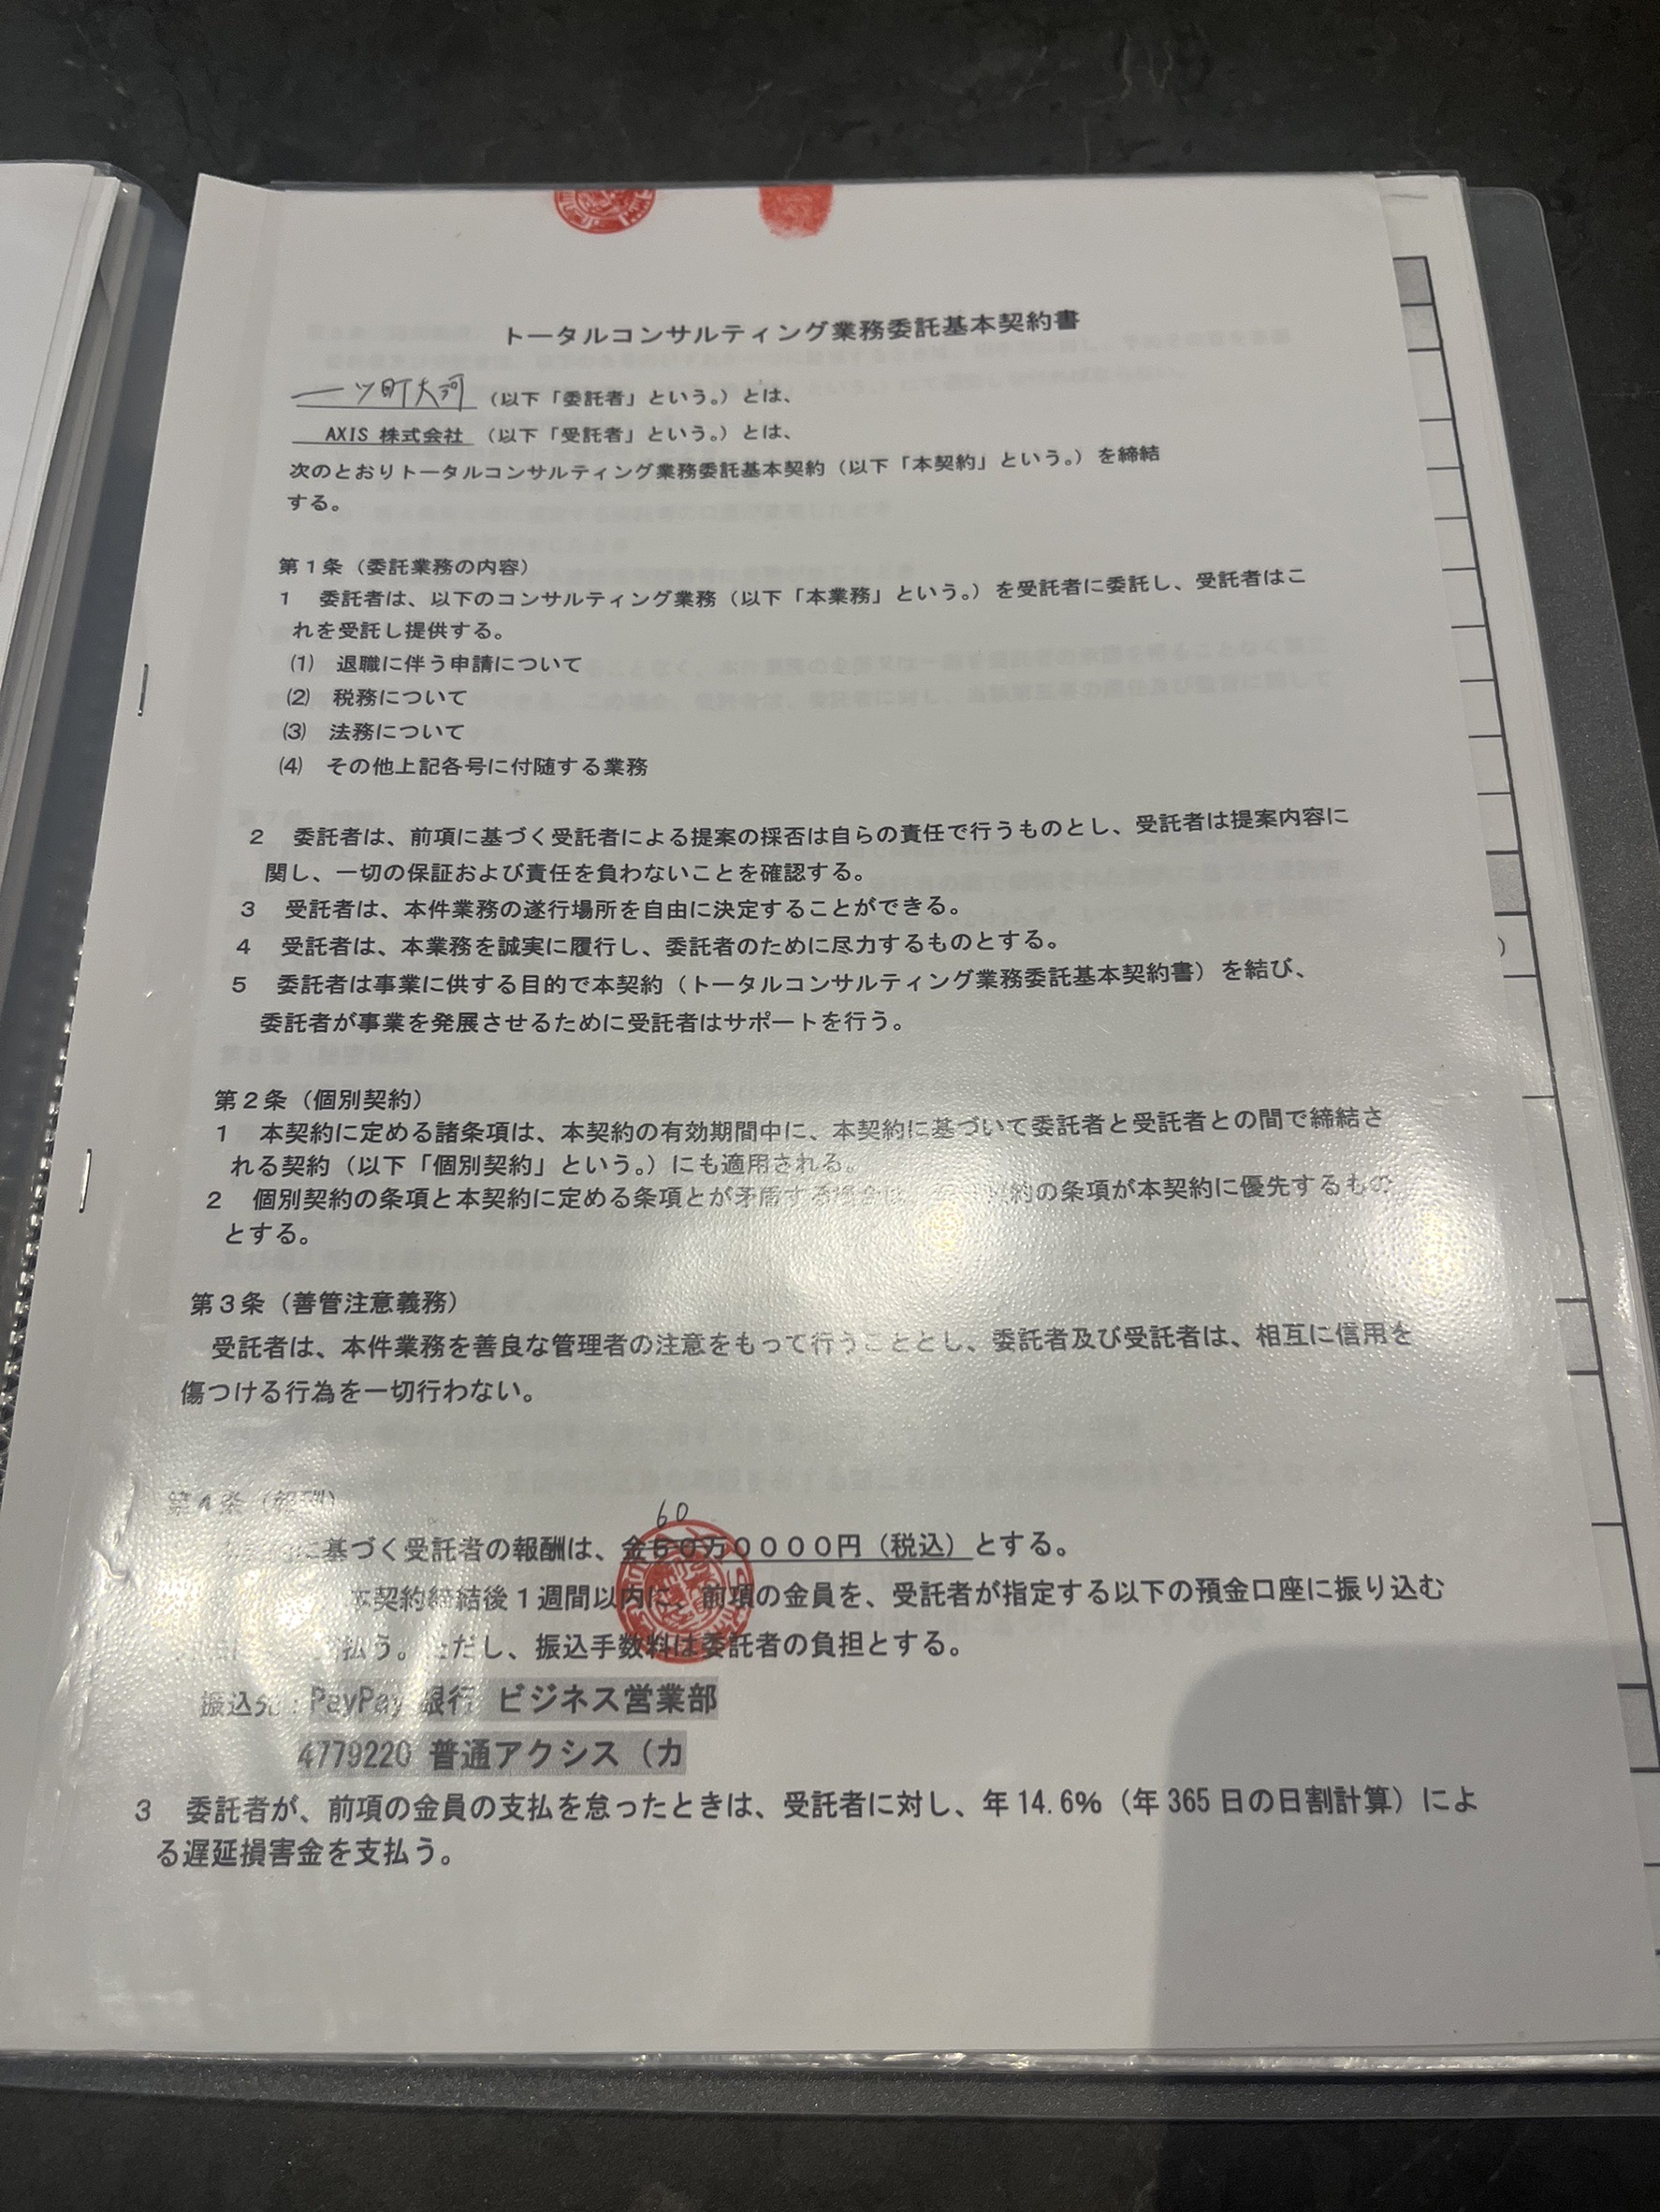 トータルコンサルティング業務委託基本契約書
一ツ町大河 （以下「委託者」という。）とは、
AXIS 株式会社 （以下「受託者」という。）とは、
次のとおりトータルコンサルティング業務委託基本契約（以下「本契約」という。）を締結
する。
第１条（委託業務の内容）
１ 委託者は、以下のコンサルティング業務（以下「本業務」という。）を受託者に委託し、受託者はこ
れを受託し提供する。
⑴ 退職に伴う申請について
⑵ 税務について
⑶ 法務について
⑷ その他上記各号に付随する業務
２ 委託者は、前項に基づく受託者による提案の採否は自らの責任で行うものとし、受託者は提案内容に
関し、一切の保証および責任を負わないことを確認する。
３ 受託者は、本件業務の遂行場所を自由に決定することができる。
４ 受託者は、本業務を誠実に履行し、委託者のために尽力するものとする。
５ 委託者は事業に供する目的で本契約（トータルコンサルティング業務委託基本契約書）を結び、
委託者が事業を発展させるために受託者はサポートを行う。
第２条（個別契約）
１ 本契約に定める諸条項は、本契約の有効期間中に、本契約に基づいて委託者と受託者との間で締結さ
れる契約（以下「個別契約」という。）にも適用される。
２ 個別契約の条項と本契約に定める条項とが矛盾する場合 約の条項が本契約に優先するもの
とする。
第３条（善管注意義務）
受託者は、本件業務を善良な管理者の注意をもって行うこととし、委託者及び受託者は、相互に信用を
傷つける行為を一切行わない。
第４条（報酬）
60
に基づく受託者の報酬は、金５０万００００円（税込）とする。
本契約締結後１週間以内に、前項の金員を、受託者が指定する以下の預金口座に振り込む
払う。ただし、振込手数料は委託者の負担とする。
振込先：PayPay 銀行 ビジネス営業部
4779220 普通アクシス（カ
３ 委託者が、前項の金員の支払を怠ったときは、受託者に対し、年 14.6%（年 365 日の日割計算）によ
る遅延損害金を支払う。